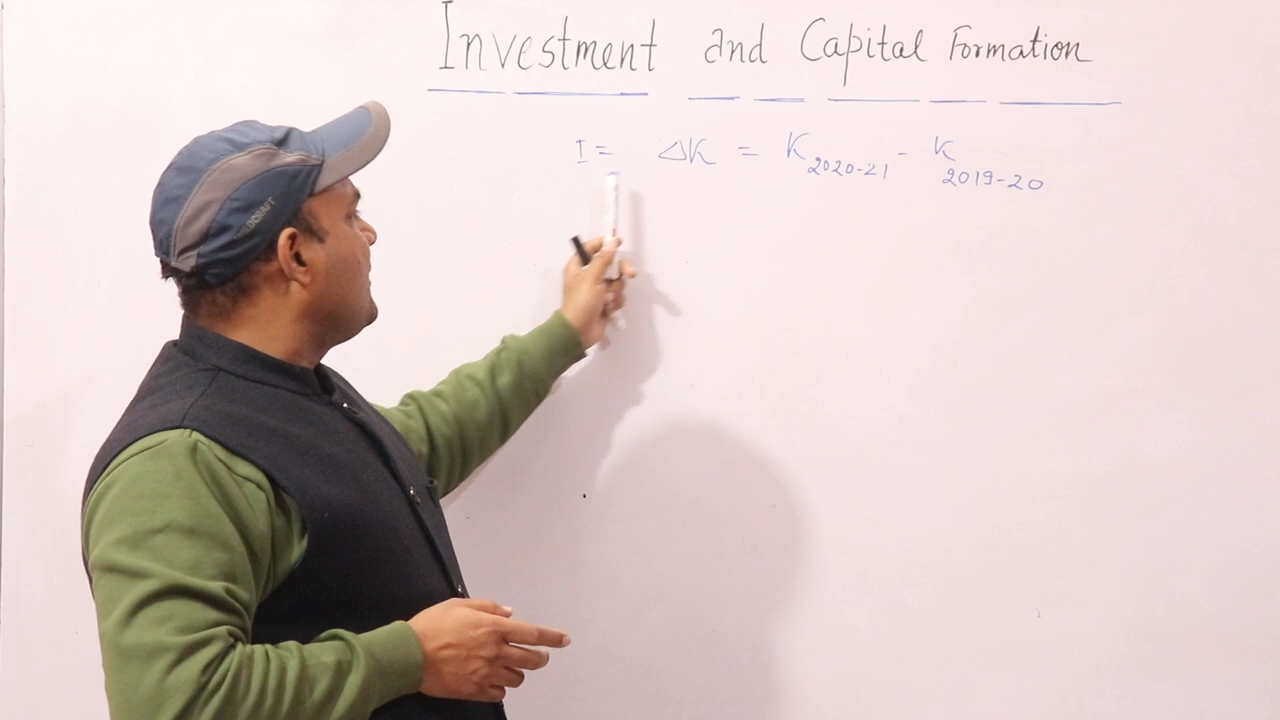 Investment and Capital Formation
I = ΔK = K2020-21 - K2019-20